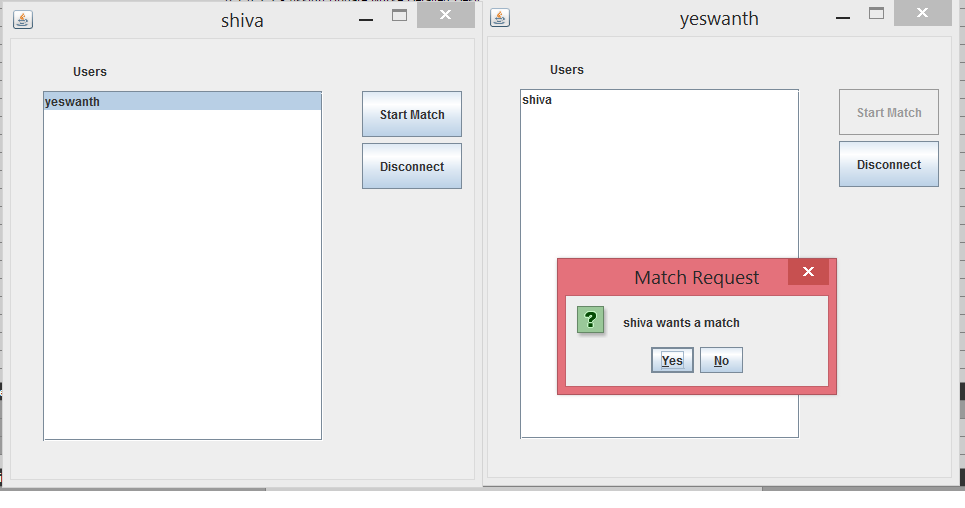 shiva
Users
yeswanth
Start Match
Disconnect
yeswanth
Users
shiva
Start Match
Disconnect
Match Request
?
shiva wants a match
Yes No